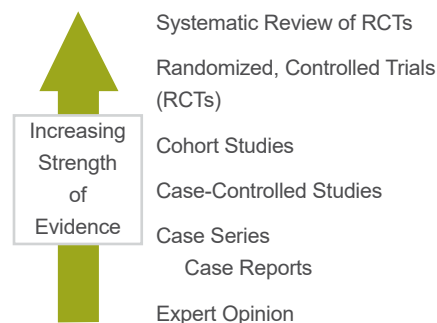 Systematic Review of RCTs
Randomized, Controlled Trials
(RCTs)
Increasing
Strength
of
Evidence
Cohort Studies
Case-Controlled Studies
Case Series
Case Reports
Expert Opinion